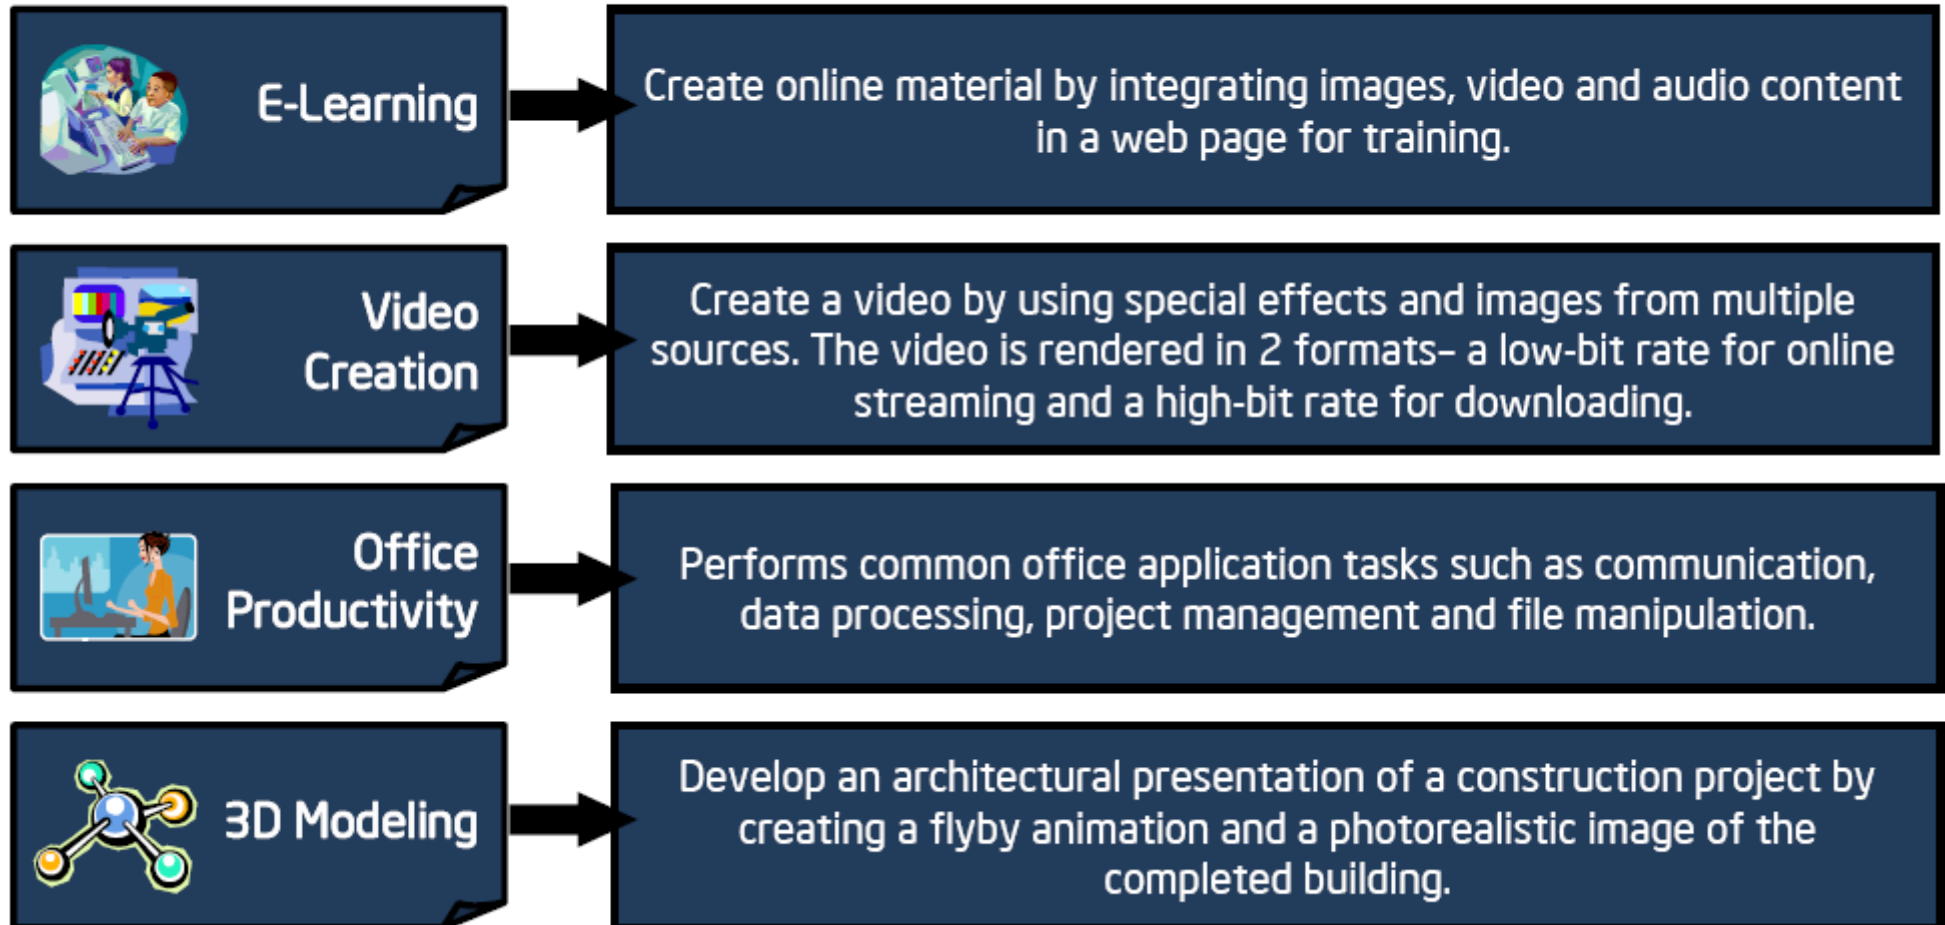 E-Learning
Create online material by integrating images, video and audio content
in a web page for training.
Video
Creation
Create a video by using special effects and images from multiple
sources. The video is rendered in 2 formats– a low-bit rate for online
streaming and a high-bit rate for downloading.
Office
Productivity
Performs common office application tasks such as communication,
data processing, project management and file manipulation.
3D Modeling
Develop an architectural presentation of a construction project by
creating a flyby animation and a photorealistic image of the
completed building.